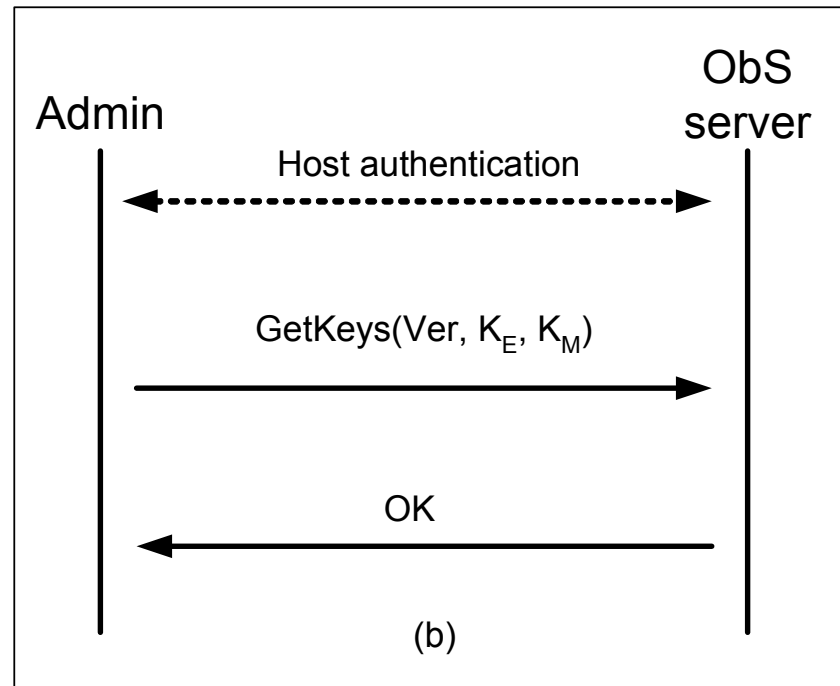 Admin
ObS
server
Host authentication
GetKeys(Ver, K_E, K_M)
OK
(b)